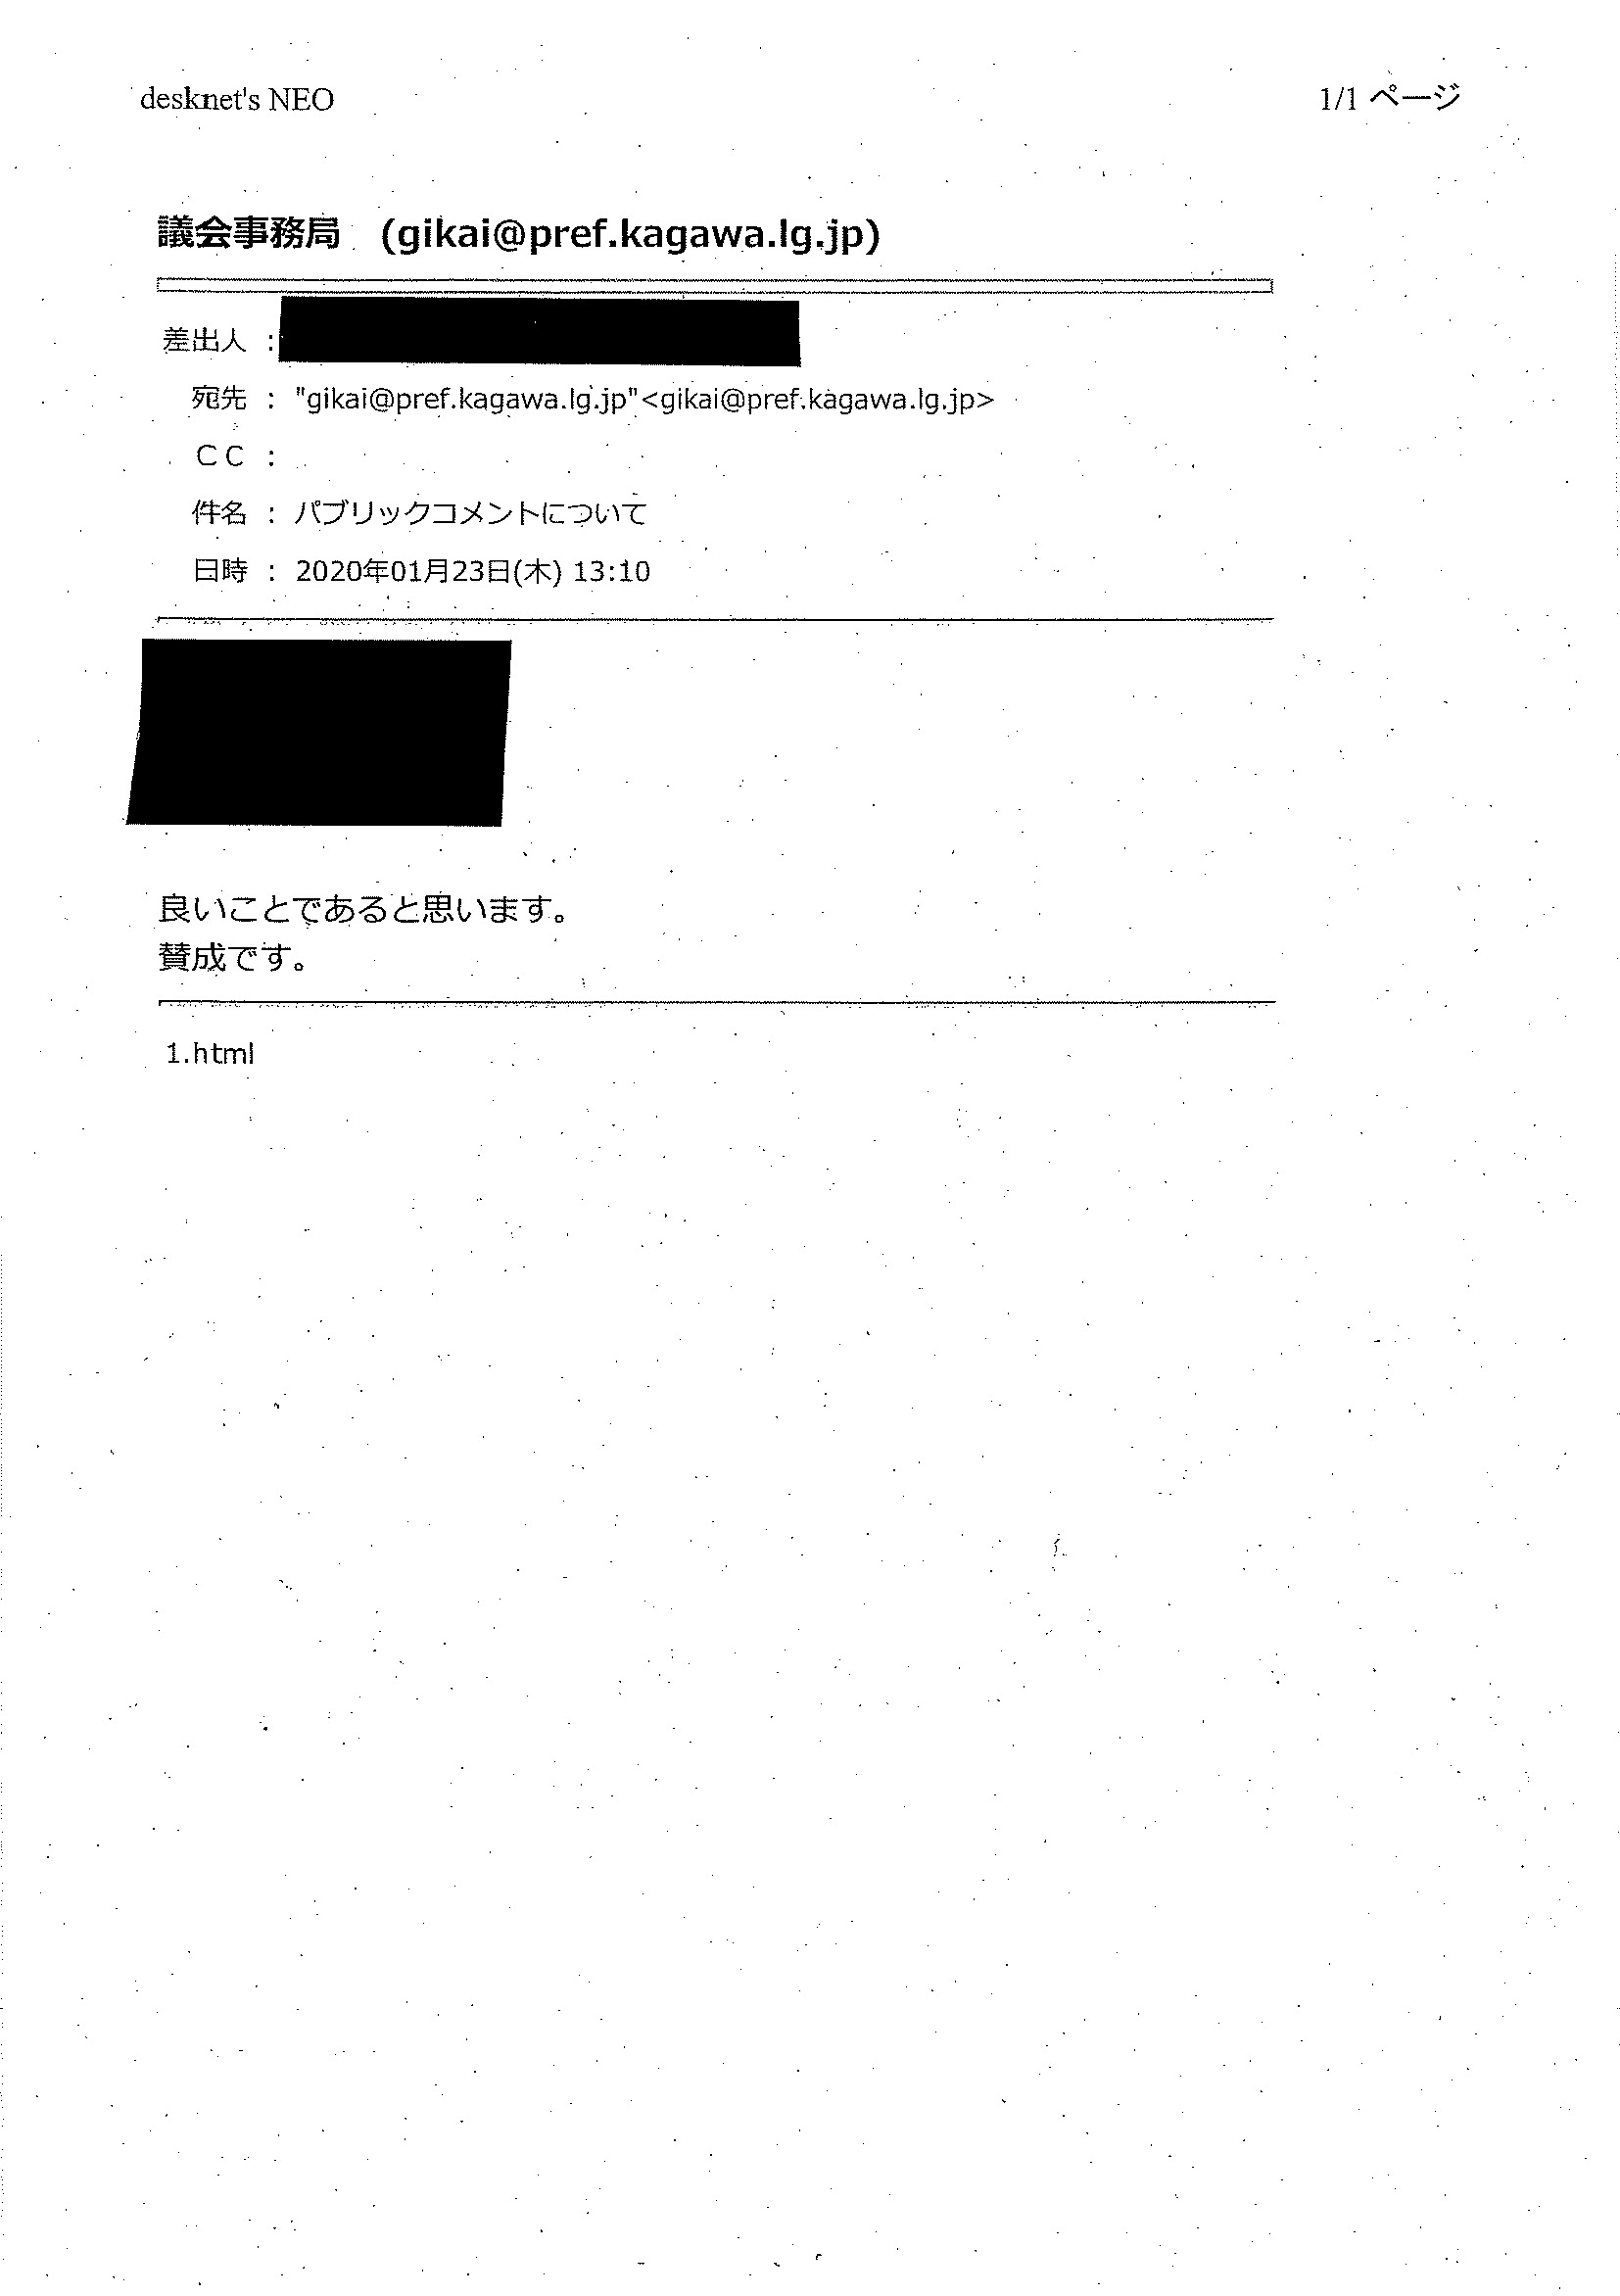 desknet's NEO
1/1 ページ
議会事務局 (gikai@pref.kagawa.lg.jp)
差出人 :
宛先 : "gikai@pref.kagawa.lg.jp"<gikai@pref.kagawa.lg.jp>
ＣＣ :
件名 : パブリックコメントについて
日時 : 2020年01月23日(木) 13:10
良いことであると思います。
賛成です。
1.html